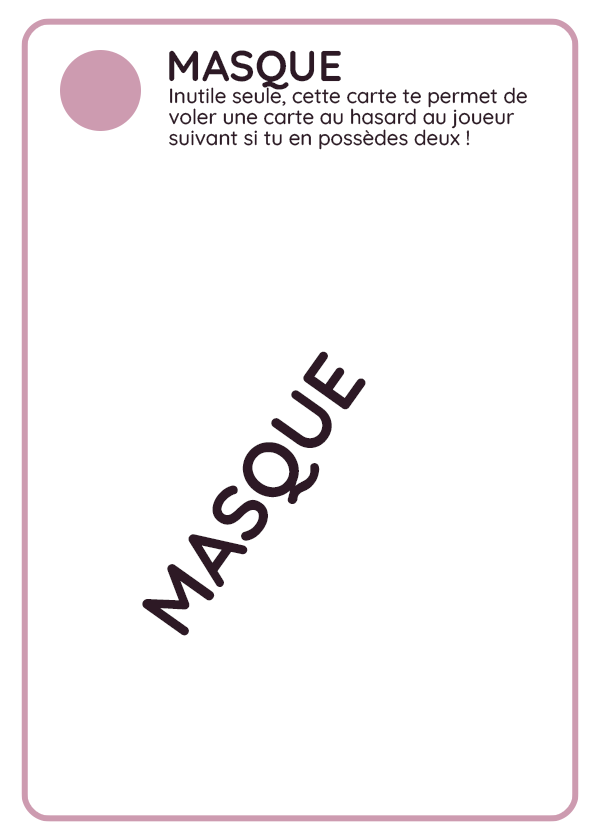 MASQUE
Inutile seule, cette carte te permet de
voler une carte au hasard au joueur
suivant si tu en possèdes deux !
MASQUE